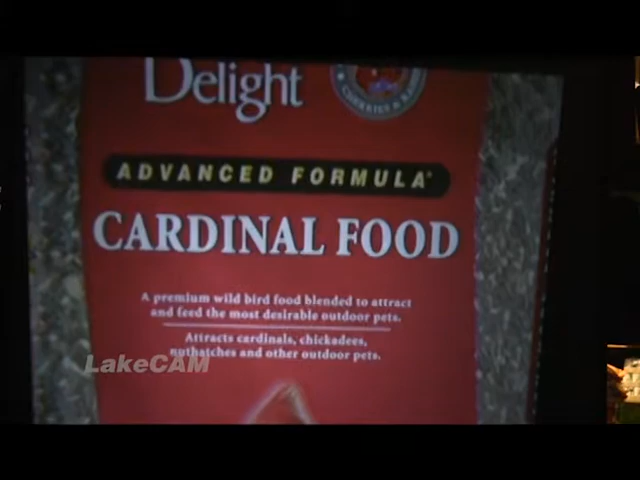 Delight
CHERRIES &
ADVANCED FORMULA
CARDINAL FOOD
A premium wild bird food blended to attract
and feed the most desirable outdoor pets.
Attracts cardinals, chickadees,
nuthatches and other outdoor pets.
LakeCAM